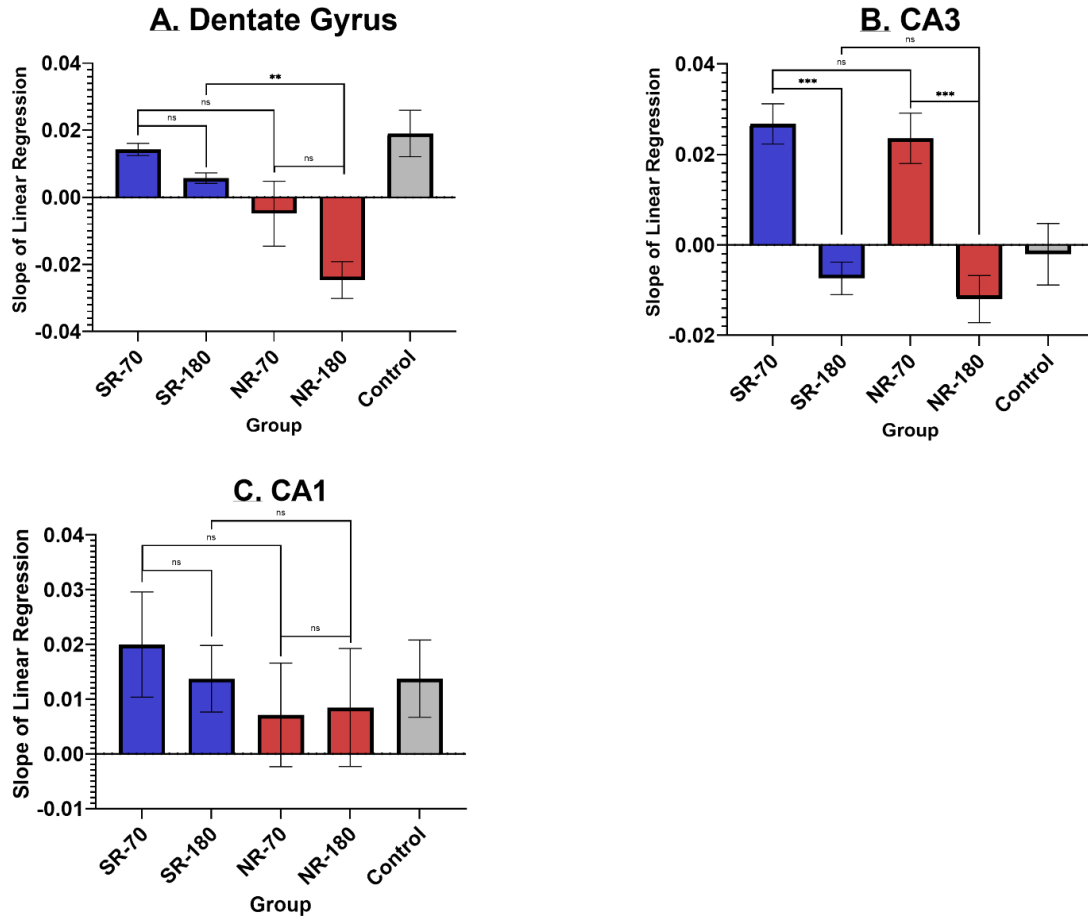 A. Dentate Gyrus
Slope of Linear Regression
0.04
0.02
0.00
-0.02
-0.04
**
ns
ns
ns
SR-70
SR-180
NR-70
NR-180
Control
Group
B. CA3
Slope of Linear Regression
0.04
0.02
0.00
-0.02
ns
ns
***
***
SR-70
SR-180
NR-70
NR-180
Control
Group
C. CA1
Slope of Linear Regression
0.04
0.03
0.02
0.01
0.00
-0.01
ns
ns
ns
ns
SR-70
SR-180
NR-70
NR-180
Control
Group